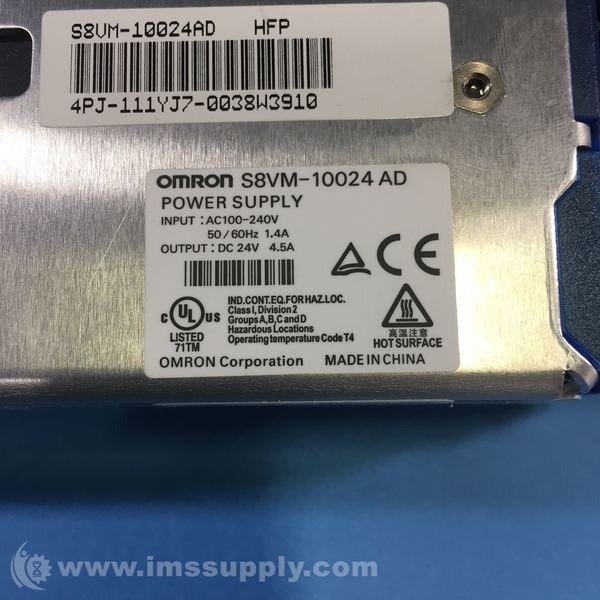 S8VM-10024AD HFP
4PJ-111YJ7-0038W3910
OMRON S8VM-10024 AD
POWER SUPPLY
INPUT : AC100-240V
50 / 60Hz 1.4A
OUTPUT : DC 24V 4.5A
CE
IND.CONT.EQ.FOR HAZ.LOC.
Class I, Division 2
Groups A,B,C and D
Hazardous Locations
Operating temperature Code T4
C UL US
LISTED
71TM
高温注意
HOT SURFACE
OMRON Corporation MADE IN CHINA
www.imssupply.com